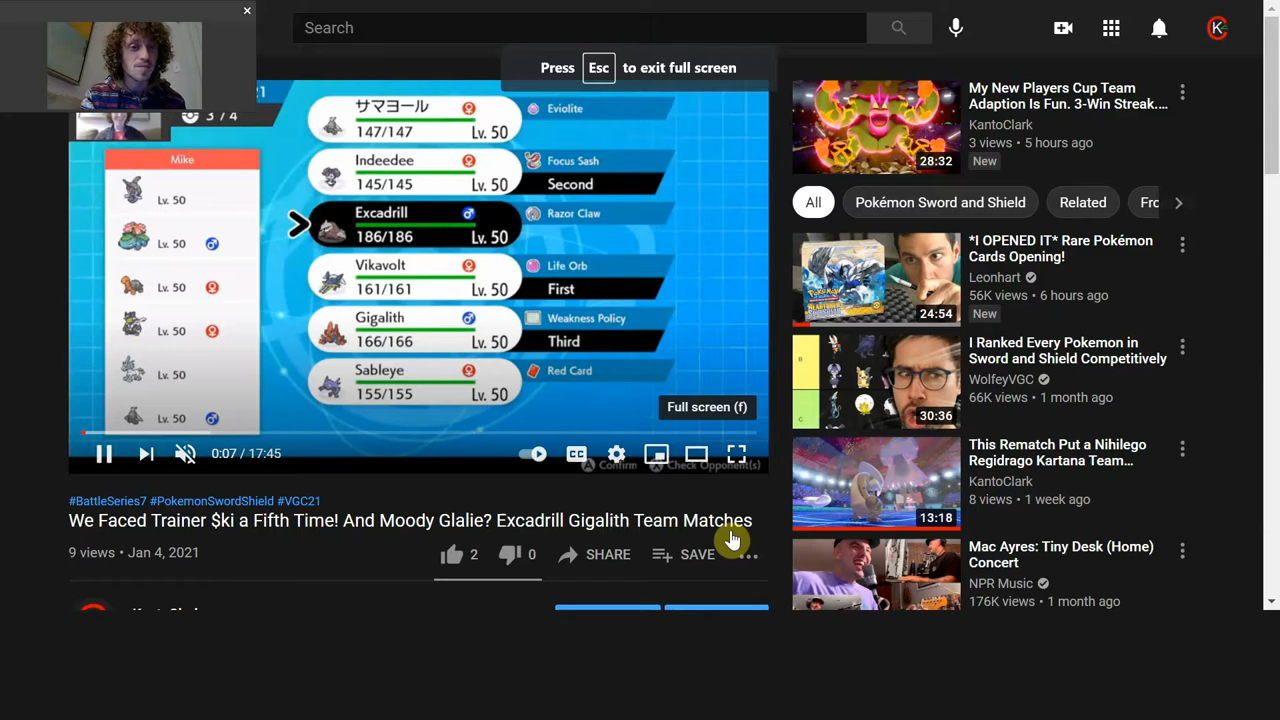 ×
Search
Press Esc to exit full screen
21
3 / 4
Mike
Lv. 50
Lv. 50
Lv. 50
Lv. 50
Lv. 50
Lv. 50
サマヨール
147/147 Lv. 50
Eviolite
Indeedee
145/145 Lv. 50
Focus Sash
Second
Excadrill
186/186 Lv. 50
Razor Claw
Vikavolt
161/161 Lv. 50
Life Orb
First
Gigalith
166/166 Lv. 50
Weakness Policy
Third
Sableye
155/155 Lv. 50
Red Card
Full screen (f)
0:07 / 17:45
CC
Confirm Check Opponent(s)
#BattleSeries7 #PokemonSwordShield #VGC21
We Faced Trainer $ki a Fifth Time! And Moody Glalie? Excadrill Gigalith Team Matches
9 views • Jan 4, 2021
2 0 SHARE SAVE
My New Players Cup Team
Adaption Is Fun. 3-Win Streak....
KantoClark
3 views • 5 hours ago
New
28:32
All Pokémon Sword and Shield Related Fro
*I OPENED IT* Rare Pokémon
Cards Opening!
Leonhart
56K views • 6 hours ago
New
24:54
I Ranked Every Pokemon in
Sword and Shield Competitively
WolfeyVGC
66K views • 1 month ago
30:36
This Rematch Put a Nihilego
Regidrago Kartana Team...
KantoClark
8 views • 1 week ago
13:18
Mac Ayres: Tiny Desk (Home)
Concert
NPR Music
176K views • 1 month ago